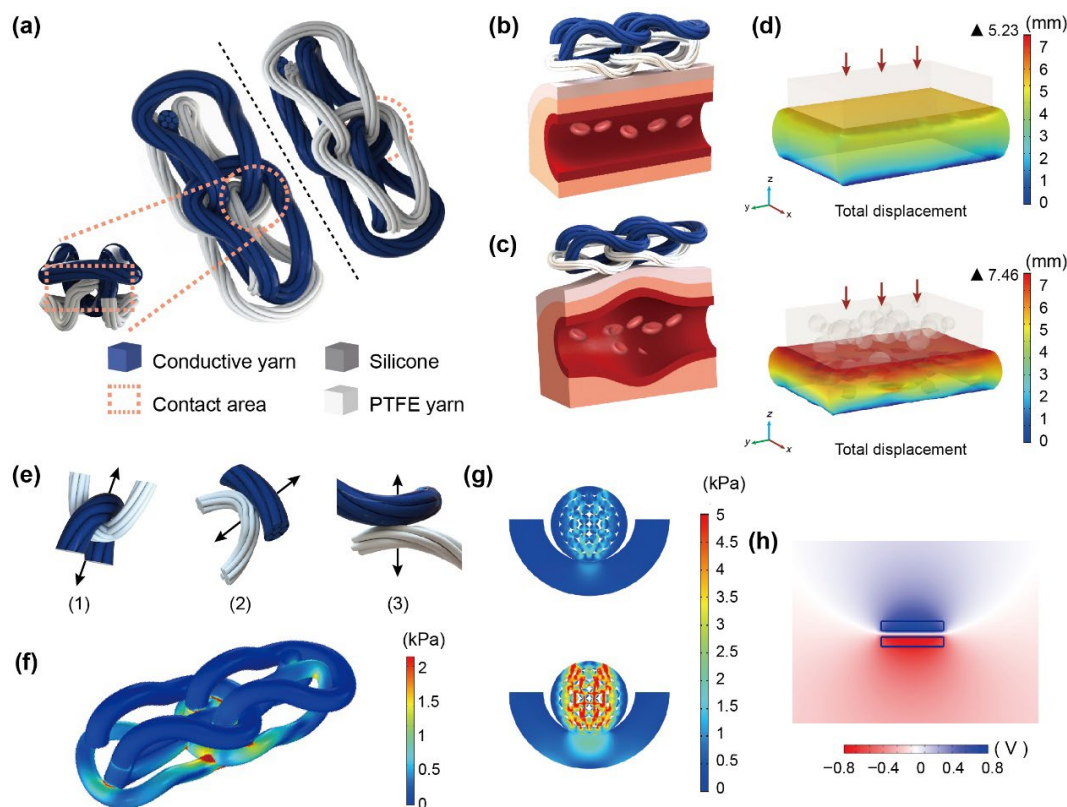 (a)
Conductive yarn
Silicone
Contact area
PTFE yarn
(b)
(c)
(d)
▲ 5.23
(mm)
7
6
5
4
3
2
1
0
z
y
x
Total displacement
▲ 7.46
(mm)
7
6
5
4
3
2
1
0
z
y
x
Total displacement
(e)
(1)
(2)
(3)
(f)
(kPa)
2
1.5
1
0.5
0
(g)
(kPa)
5
4.5
4
3.5
3
2.5
2
1.5
1
0.5
0
(h)
(V)
−0.8 −0.4 0 0.4 0.8